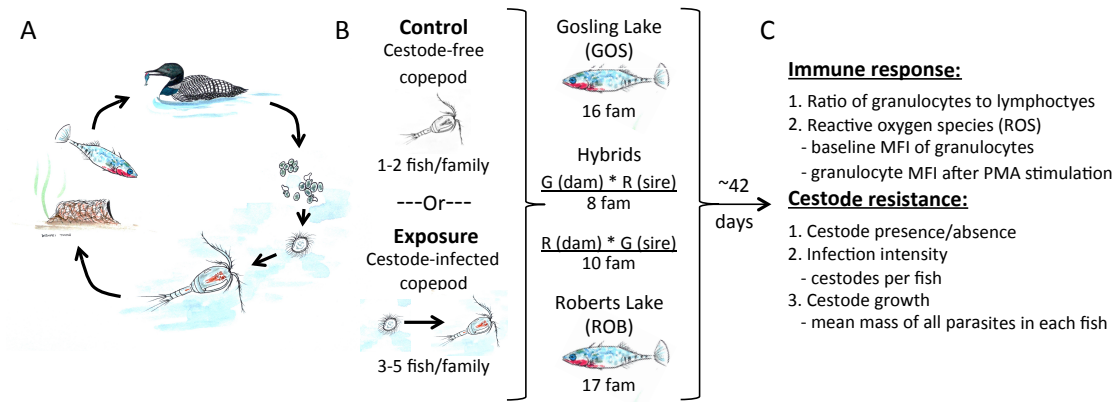 A
B
Control
Cestode-free
copepod
1-2 fish/family
---Or---
Exposure
Cestode-infected
copepod
3-5 fish/family
Gosling Lake
(GOS)
16 fam
Hybrids
G (dam) * R (sire)
8 fam
R (dam) * G (sire)
10 fam
Roberts Lake
(ROB)
17 fam
~42
days
C
Immune response:
1. Ratio of granulocytes to lymphoctyes
2. Reactive oxygen species (ROS)
- baseline MFI of granulocytes
- granulocyte MFI after PMA stimulation
Cestode resistance:
1. Cestode presence/absence
2. Infection intensity
- cestodes per fish
3. Cestode growth
- mean mass of all parasites in each fish